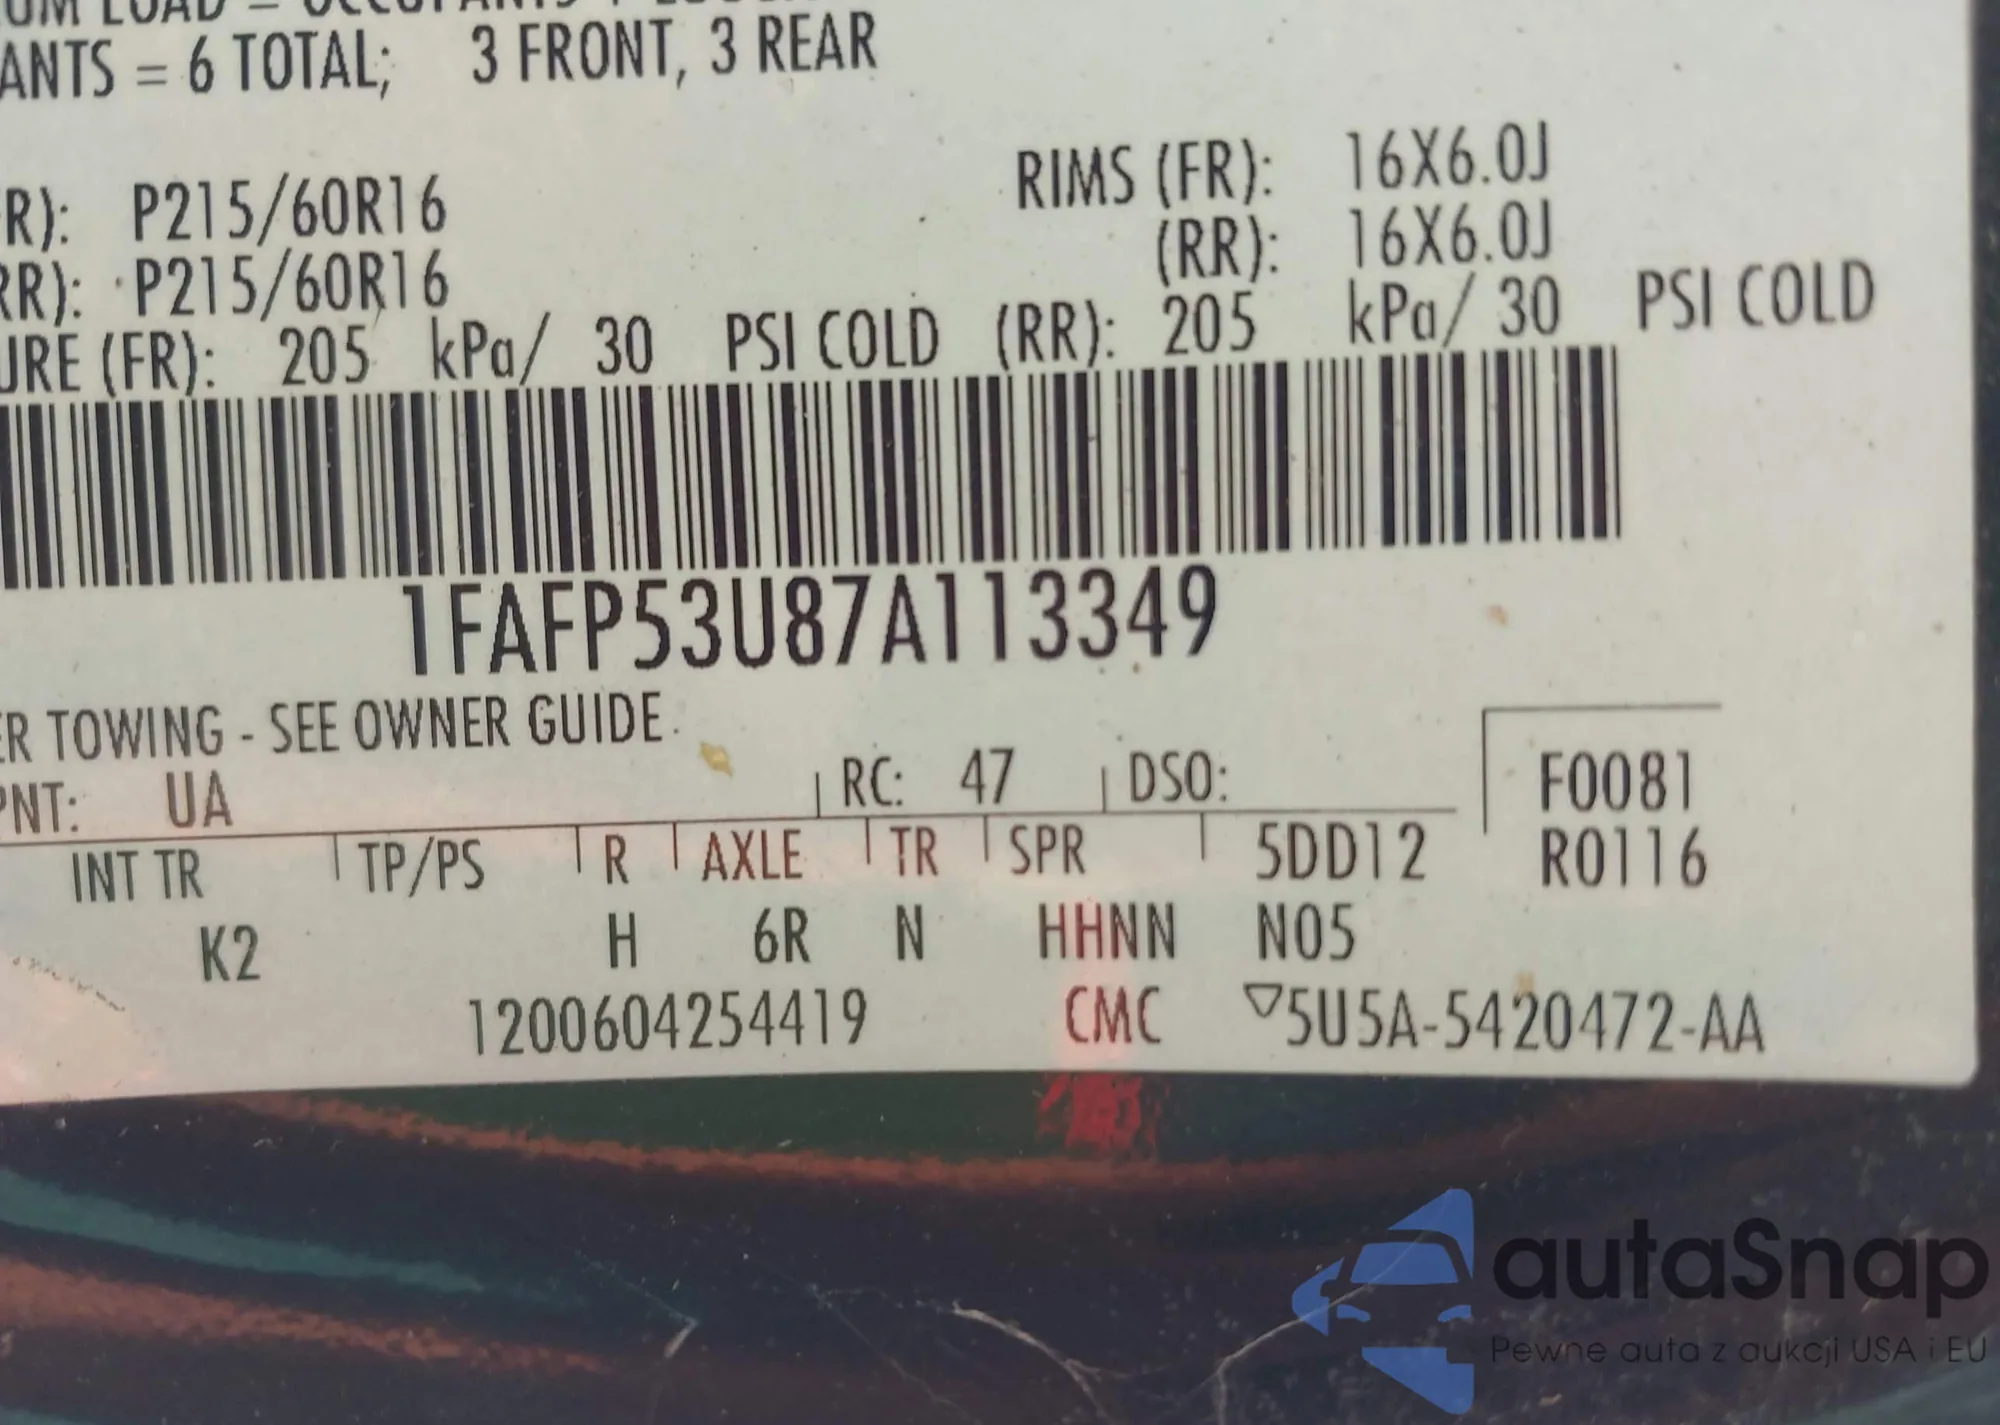 LOAD = OCCUPANTS +
ANTS = 6 TOTAL; 3 FRONT, 3 REAR
RIMS (FR): 16X6.0J
R): P215/60R16
(RR): 16X6.0J
RR): P215/60R16
URE (FR): 205 kPa/ 30 PSI COLD (RR): 205 kPa/ 30 PSI COLD
1FAFP53U87A113349
ER TOWING - SEE OWNER GUIDE.
PNT: UA RC: 47 DSO:
F0081
INT TR TP/PS R AXLE TR SPR 5DD12
R0116
K2 H 6R N HHNN N05
1200604254419 CMC ▽5U5A-5420472-AA
autaSnap
Pewne auta z aukcji USA i EU